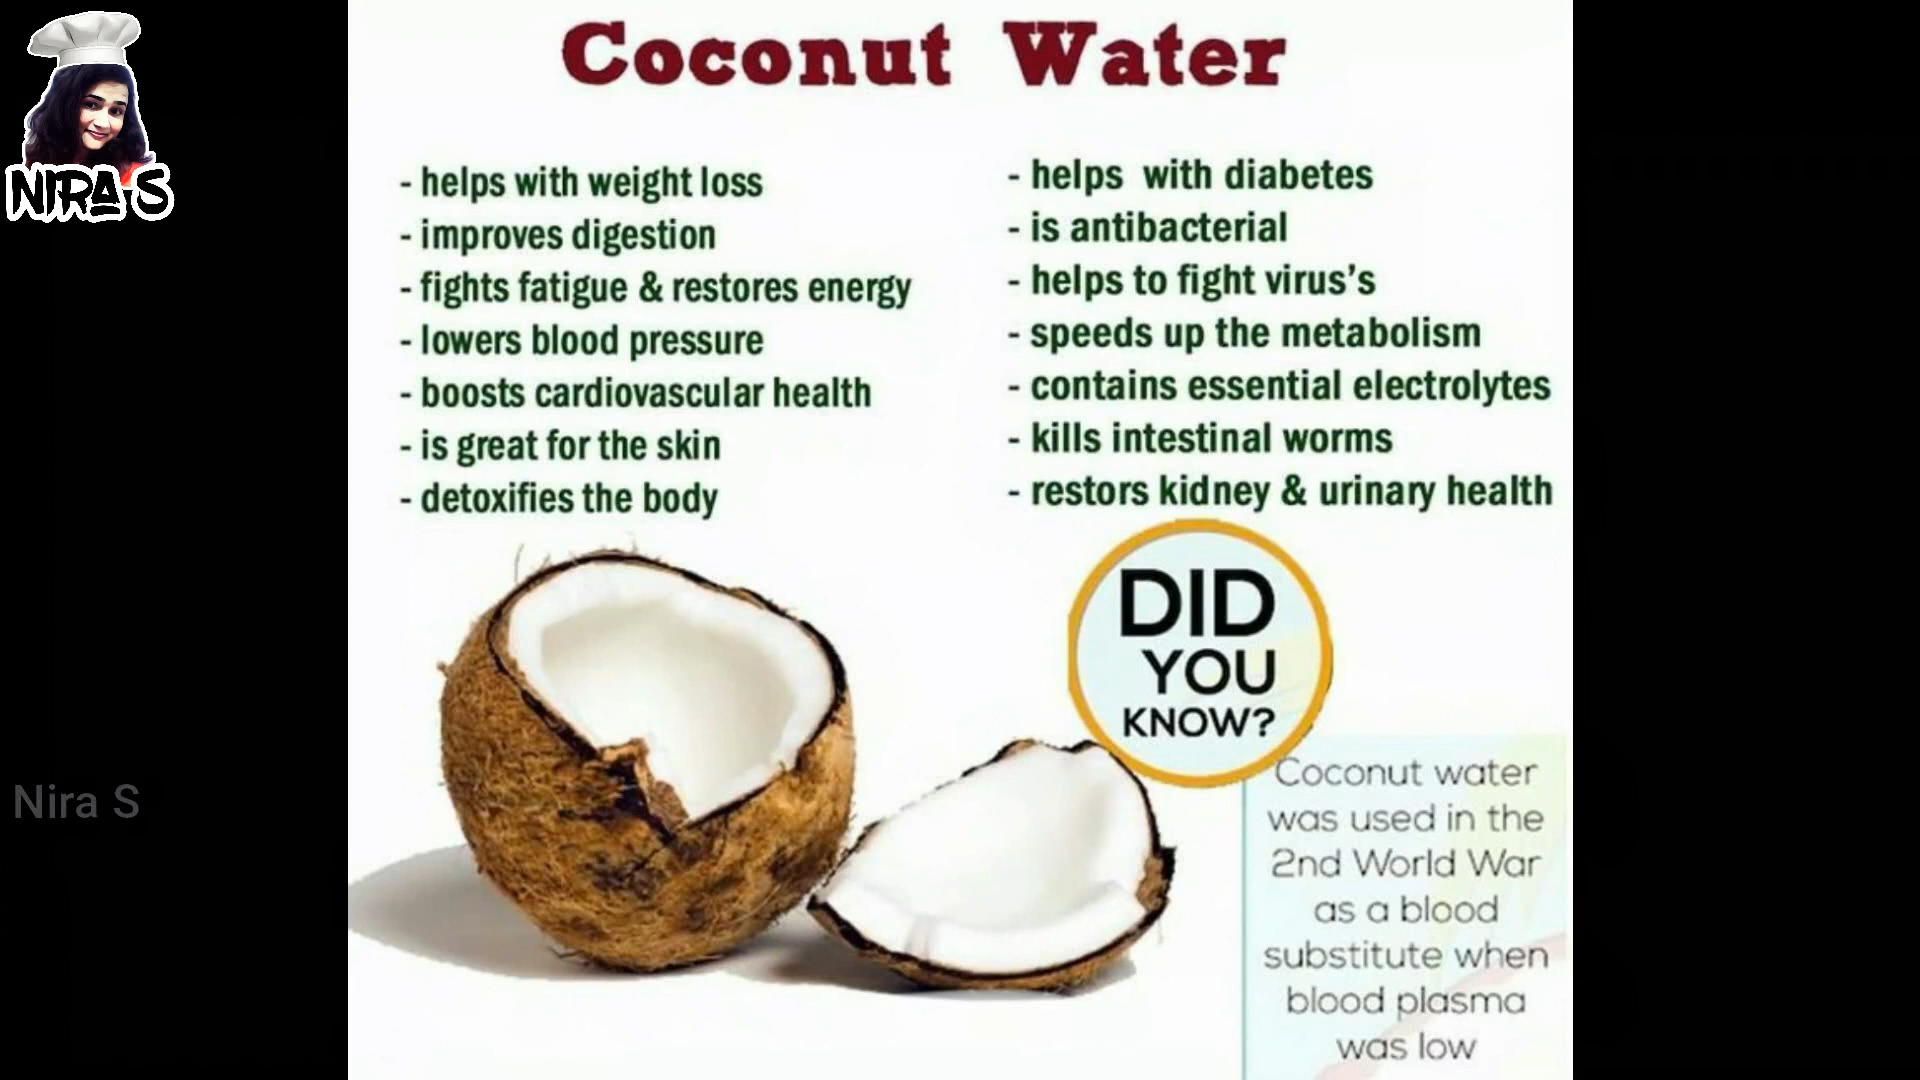 Coconut Water
NIRA S
- helps with weight loss
- improves digestion
- fights fatigue & restores energy
- lowers blood pressure
- boosts cardiovascular health
- is great for the skin
- detoxifies the body
- helps with diabetes
- is antibacterial
- helps to fight virus's
- speeds up the metabolism
- contains essential electrolytes
- kills intestinal worms
- restors kidney & urinary health
DID
YOU
KNOW?
Coconut water
was used in the
2nd World War
as a blood
substitute when
blood plasma
was low
Nira S